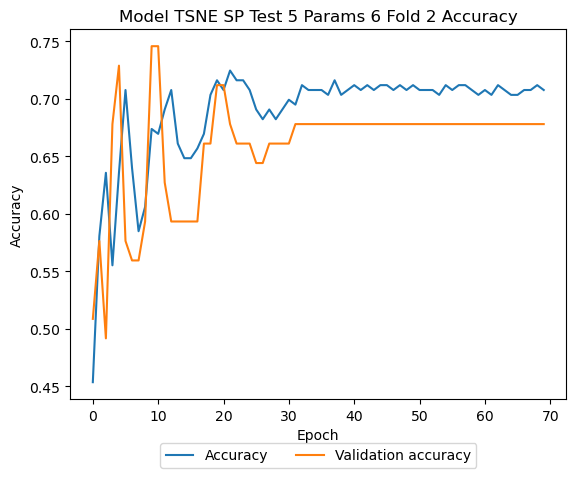 Model TSNE SP Test 5 Params 6 Fold 2 Accuracy
0.75
0.70
0.65
0.60
0.55
0.50
0.45
Accuracy
0 10 20 30 40 50 60 70
Epoch
Accuracy Validation accuracy